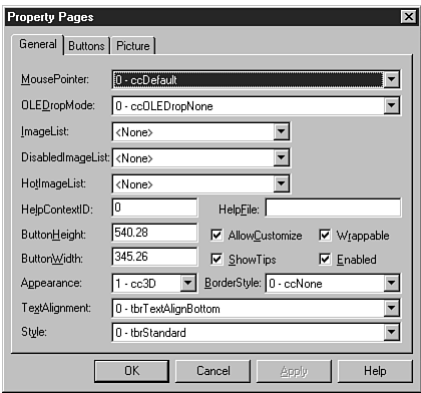 Property Pages
General Buttons Picture
MousePointer: 0 - ccDefault
OLEDropMode: 0 - ccOLEDropNone
ImageList: <None>
DisabledImageList: <None>
HotImageList: <None>
HelpContextID: 0 HelpFile:
ButtonHeight: 540.28 AllowCustomize Wrappable
ButtonWidth: 345.26 ShowTips Enabled
Appearance: 1 - cc3D BorderStyle: 0 - ccNone
TextAlignment: 0 - tbrTextAlignBottom
Style: 0 - tbrStandard
OK Cancel Apply Help